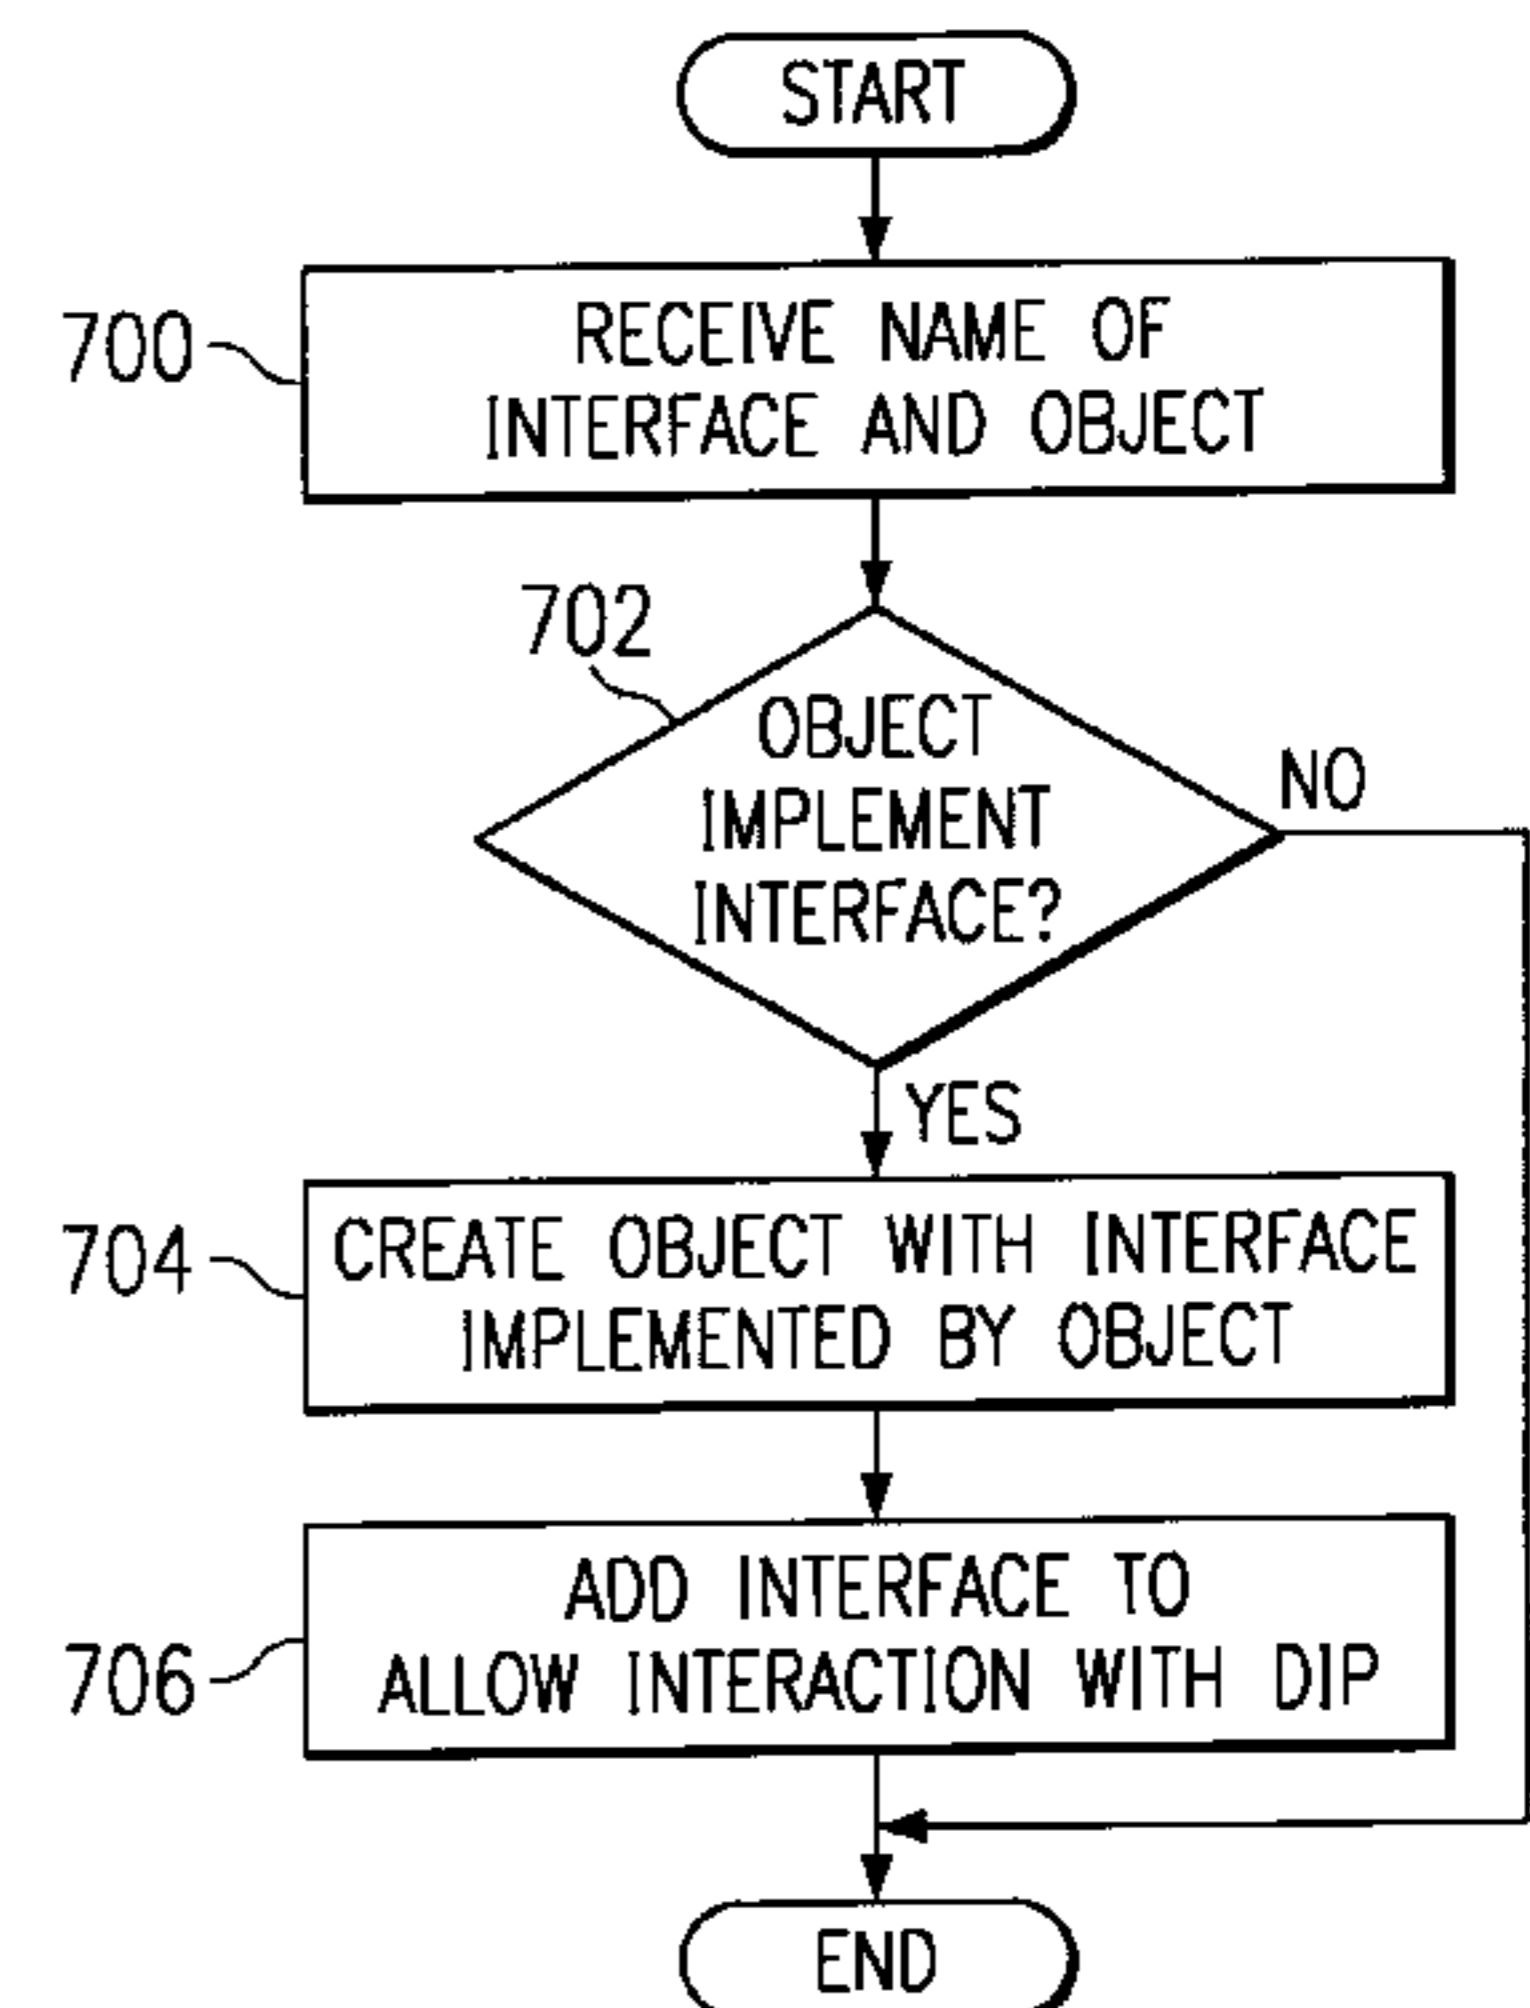 START
700
RECEIVE NAME OF
INTERFACE AND OBJECT
702
OBJECT
IMPLEMENT
INTERFACE?
NO
YES
704
CREATE OBJECT WITH INTERFACE
IMPLEMENTED BY OBJECT
706
ADD INTERFACE TO
ALLOW INTERACTION WITH DIP
END